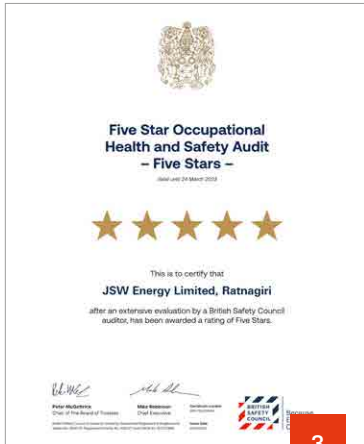 Five Star Occupational
Health and Safety Audit
– Five Stars –
This is to certify that
JSW Energy Limited, Ratnagiri
after an extensive evaluation by a British Safety Council
auditor, has been awarded a rating of Five Stars.
Peter McGettrick
Chair of the Board of Trustees
Mike Robinson
Chief Executive
BRITISH
SAFETY
COUNCIL
3